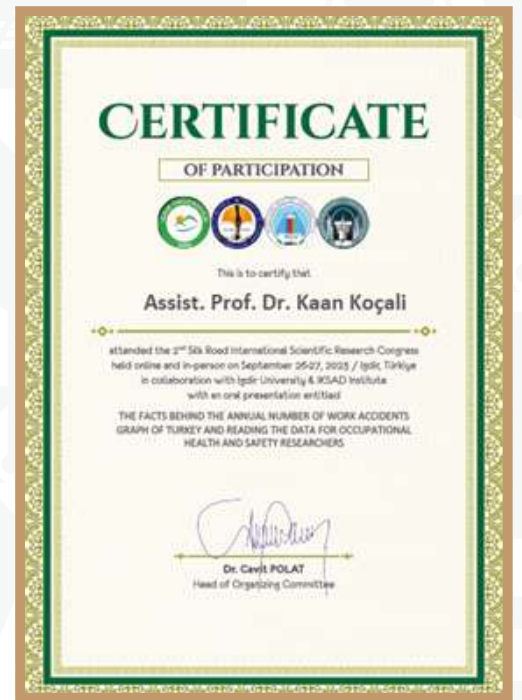 CERTIFICATE
OF PARTICIPATION
This is to certify that
Assist. Prof. Dr. Kaan Koçali
attended the 2nd Silk Road International Scientific Research Congress
held online and in-person on September 26-27, 2023 / Igdir, Türkiye
in collaboration with Igdir University & IKSAD Institute
with an oral presentation entitled
THE FACTS BEHIND THE ANNUAL NUMBER OF WORK ACCIDENTS
GRAPH OF TURKEY AND READING THE DATA FOR OCCUPATIONAL
HEALTH AND SAFETY RESEARCHERS
Dr. Cavit POLAT
Head of Organizing Committee